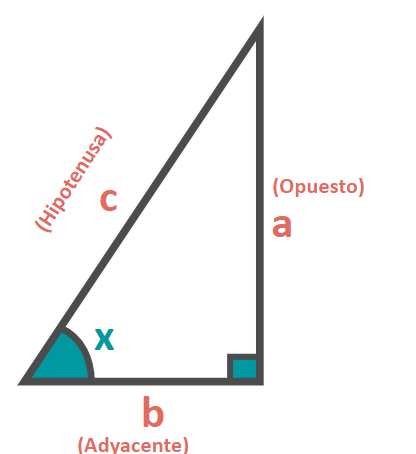 (Hipotenusa)
c
(Opuesto)
a
x
b
(Adyacente)